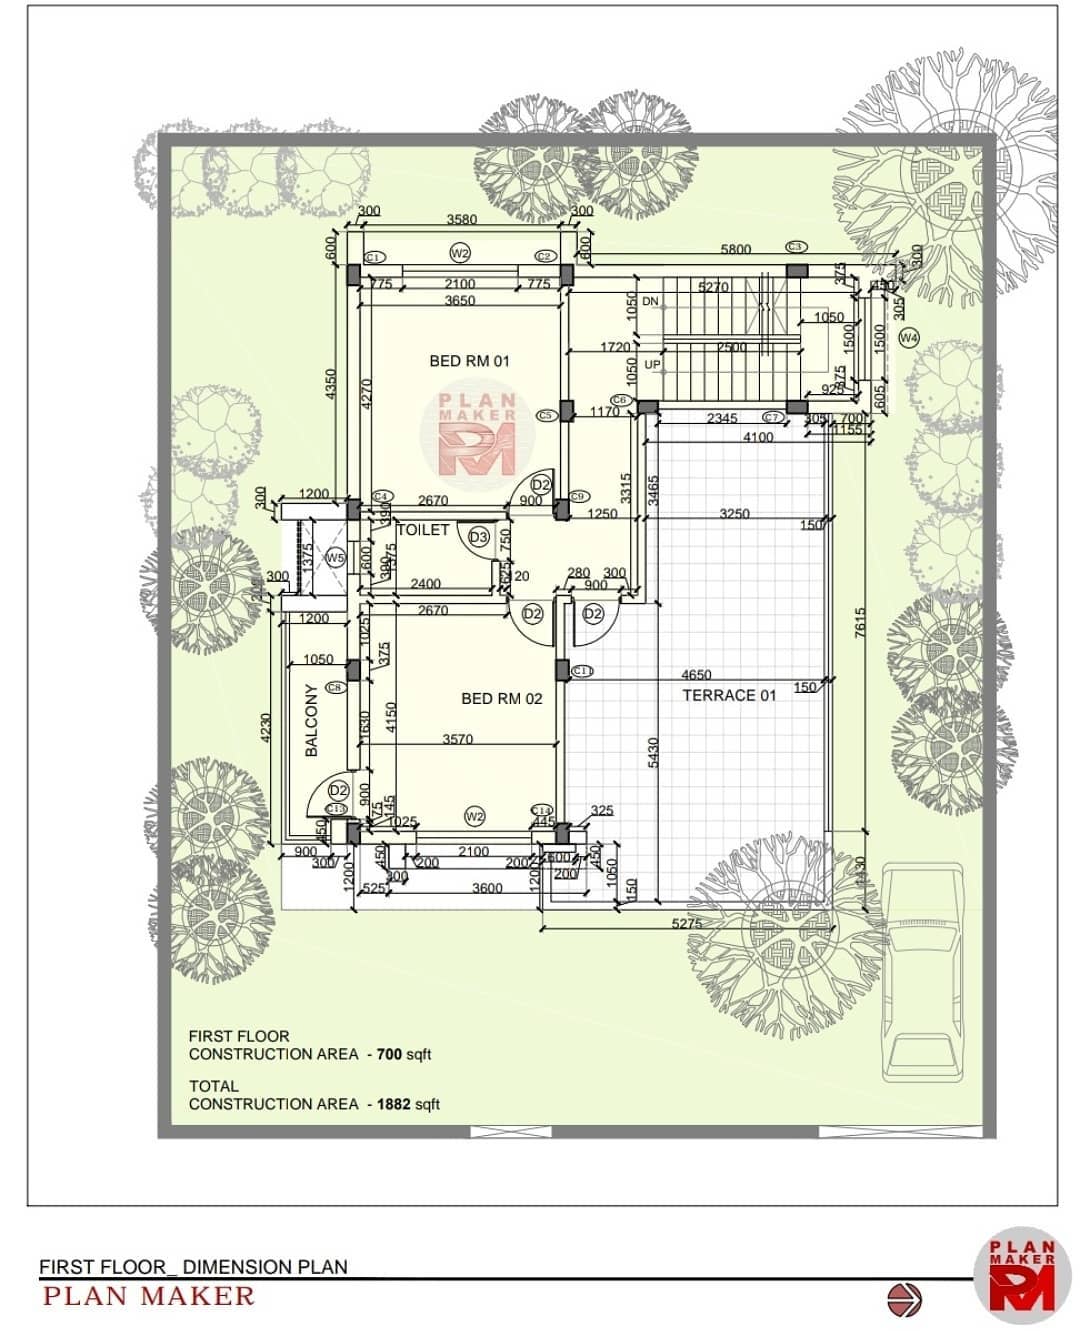 300 3580 300
600 C1 W2 C2 600 5800 C3 300
775 2100 775 5270 375 450
3650 1050 DN 305
1050 W4
BED RM 01 1720 UP 2500 1500 1500
4350 4270 1050 375
925 605
PLAN
MAKER
C5 1170 C6 2345 C7 305 700
4100 1155
D2 3315 3465
300 1200 C4 2670 900 C9
390 1250 3250 150
TOILET D3 750
1375 W5 600 1375
390 625
300 2400 120 280 300
900
1200 2670 D2 D2
1025 7615
375
1050 C8 C11 4650
150
BED RM 02 TERRACE 01
BALCONY
4230 1630 4150
3570 5430
D2 900
C13 75 145 W2 C14 325
450 1025 445
900 450 2100 600 450
300 200 200 200
1200 300 1200 1050 150 1430
525 3600
5275
FIRST FLOOR
CONSTRUCTION AREA - 700 sqft
TOTAL
CONSTRUCTION AREA - 1882 sqft
FIRST FLOOR_ DIMENSION PLAN
PLAN MAKER
PLAN
MAKER